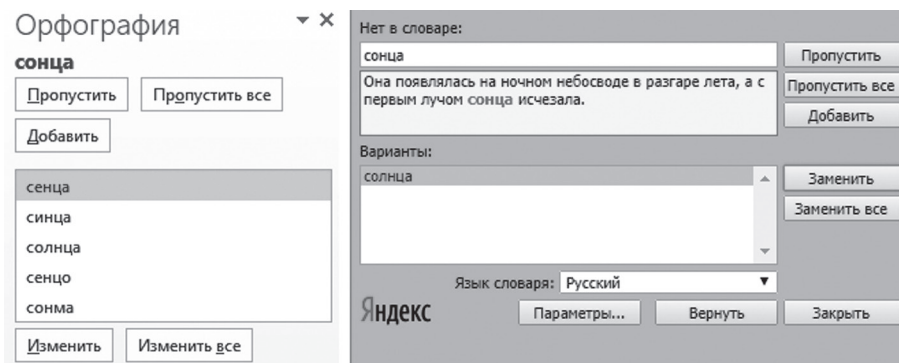 Орфография
сонца
Пропустить Пропустить все
Добавить
сенца
синца
солнца
сенцо
сонма
Изменить Изменить все
Нет в словаре:
сонца
Пропустить
Она появлялась на ночном небосводе в разгаре лета, а с
первым лучом сонца исчезала.
Пропустить все
Добавить
Варианты:
солнца
Заменить
Заменить все
Язык словаря: Русский
Яндекс Параметры... Вернуть Закрыть